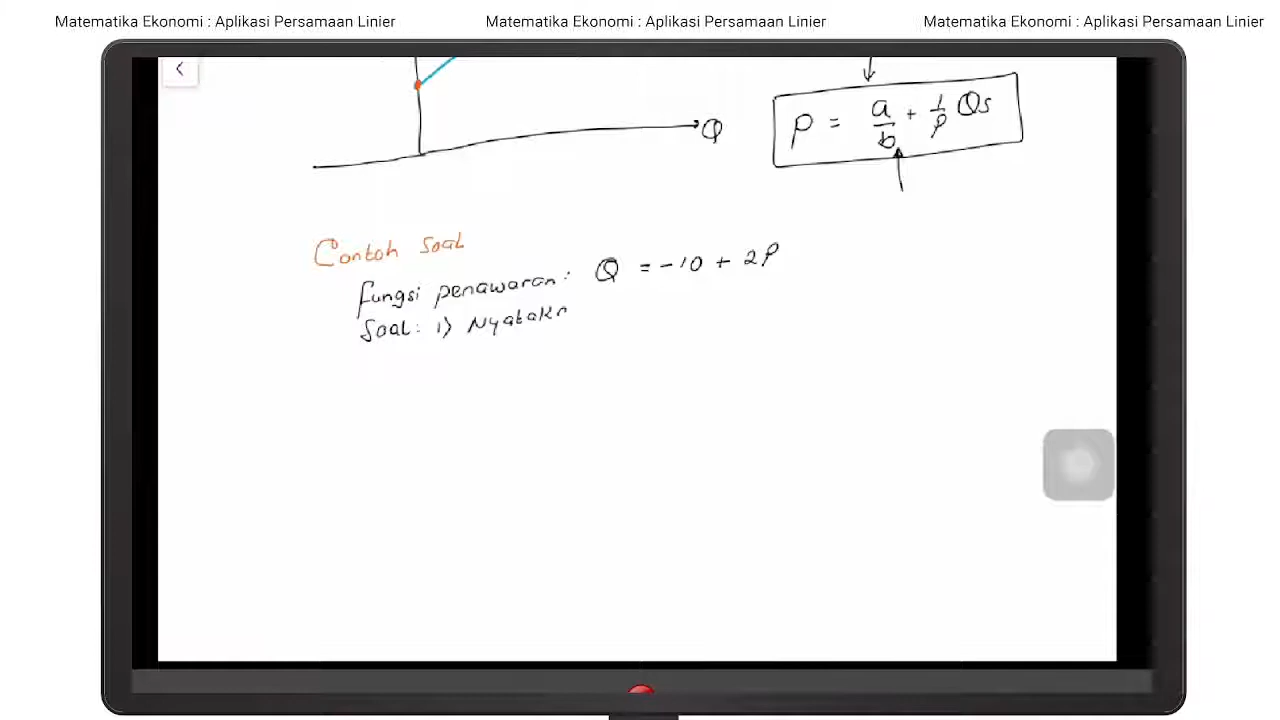 Matematika Ekonomi : Aplikasi Persamaan Linier Matematika Ekonomi : Aplikasi Persamaan Linier Matematika Ekonomi : Aplikasi Persamaan Linier
P = a/b + 1/P Qs
Q
Contoh Soal
fungsi penawaran: Q = -10 + 2P
Soal: 1) Nyatakn